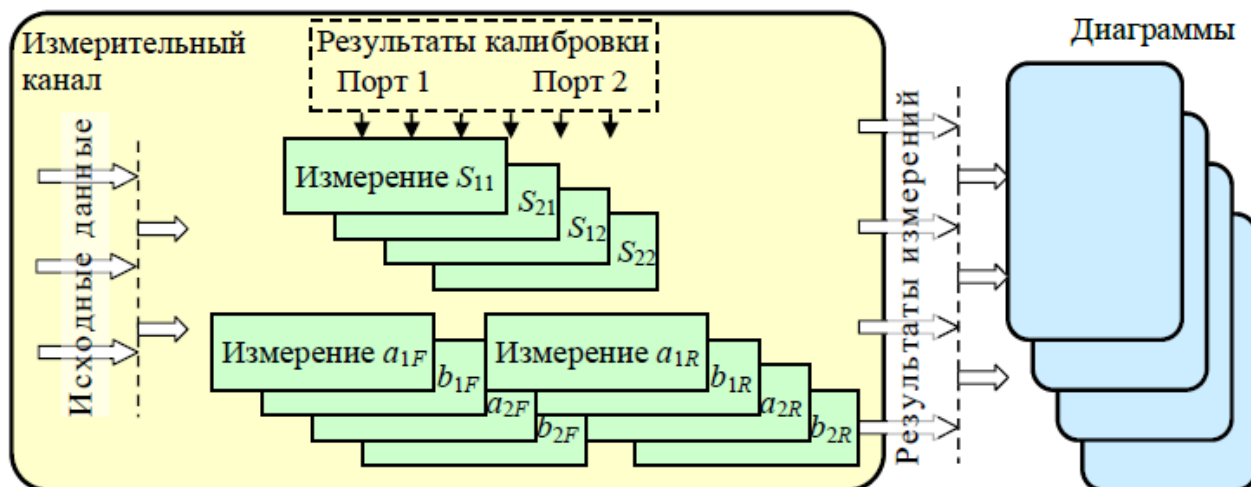 Измерительный
канал
Результаты калибровки
Порт 1 Порт 2
Диаграммы
Исходные данные
Измерение S11
S21
S12
S22
Измерение a1F
b1F
a2F
b2F
Измерение a1R
b1R
a2R
b2R
Результаты измерений